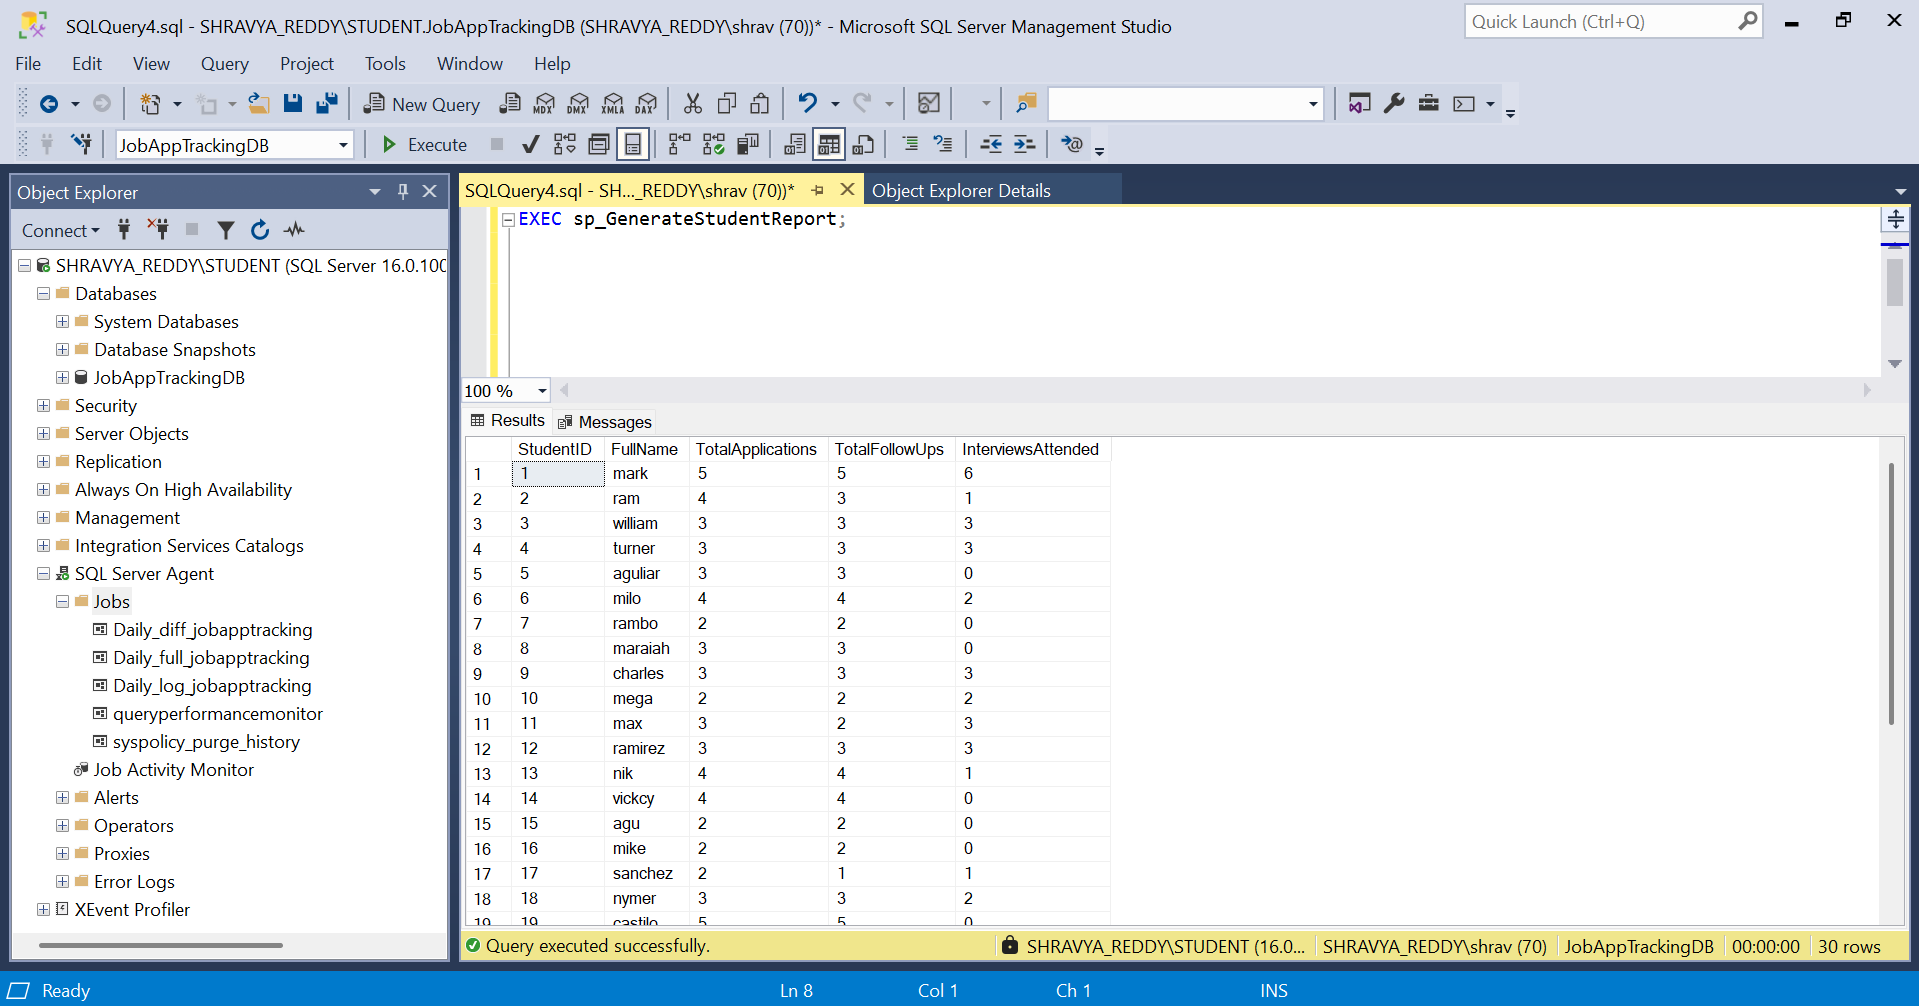 SQLQuery4.sql - SHRAVYA_REDDY\STUDENT.JobAppTrackingDB (SHRAVYA_REDDY\shrav (70))* - Microsoft SQL Server Management Studio
Quick Launch (Ctrl+Q)
File Edit View Query Project Tools Window Help
New Query MDX DMX XMLA DAX
JobAppTrackingDB Execute
Object Explorer
Connect
SHRAVYA_REDDY\STUDENT (SQL Server 16.0.100
Databases
System Databases
Database Snapshots
JobAppTrackingDB
Security
Server Objects
Replication
Always On High Availability
Management
Integration Services Catalogs
SQL Server Agent
Jobs
Daily_diff_jobapptracking
Daily_full_jobapptracking
Daily_log_jobapptracking
queryperformancemonitor
syspolicy_purge_history
Job Activity Monitor
Alerts
Operators
Proxies
Error Logs
XEvent Profiler
SQLQuery4.sql - SH..._REDDY\shrav (70))* Object Explorer Details
EXEC sp_GenerateStudentReport;
100 %
Results Messages
StudentID FullName TotalApplications TotalFollowUps InterviewsAttended
1 1 mark 5 5 6
2 2 ram 4 3 1
3 3 william 3 3 3
4 4 turner 3 3 3
5 5 aguliar 3 3 0
6 6 milo 4 4 2
7 7 rambo 2 2 0
8 8 maraiah 3 3 0
9 9 charles 3 3 3
10 10 mega 2 2 2
11 11 max 3 2 3
12 12 ramirez 3 3 3
13 13 nik 4 4 1
14 14 vickcy 4 4 0
15 15 agu 2 2 0
16 16 mike 2 2 0
17 17 sanchez 2 1 1
18 18 nymer 3 3 2
19 19 castilo 5 5 0
Query executed successfully. SHRAVYA_REDDY\STUDENT (16.0... SHRAVYA_REDDY\shrav (70) JobAppTrackingDB 00:00:00 30 rows
Ready Ln 8 Col 1 Ch 1 INS